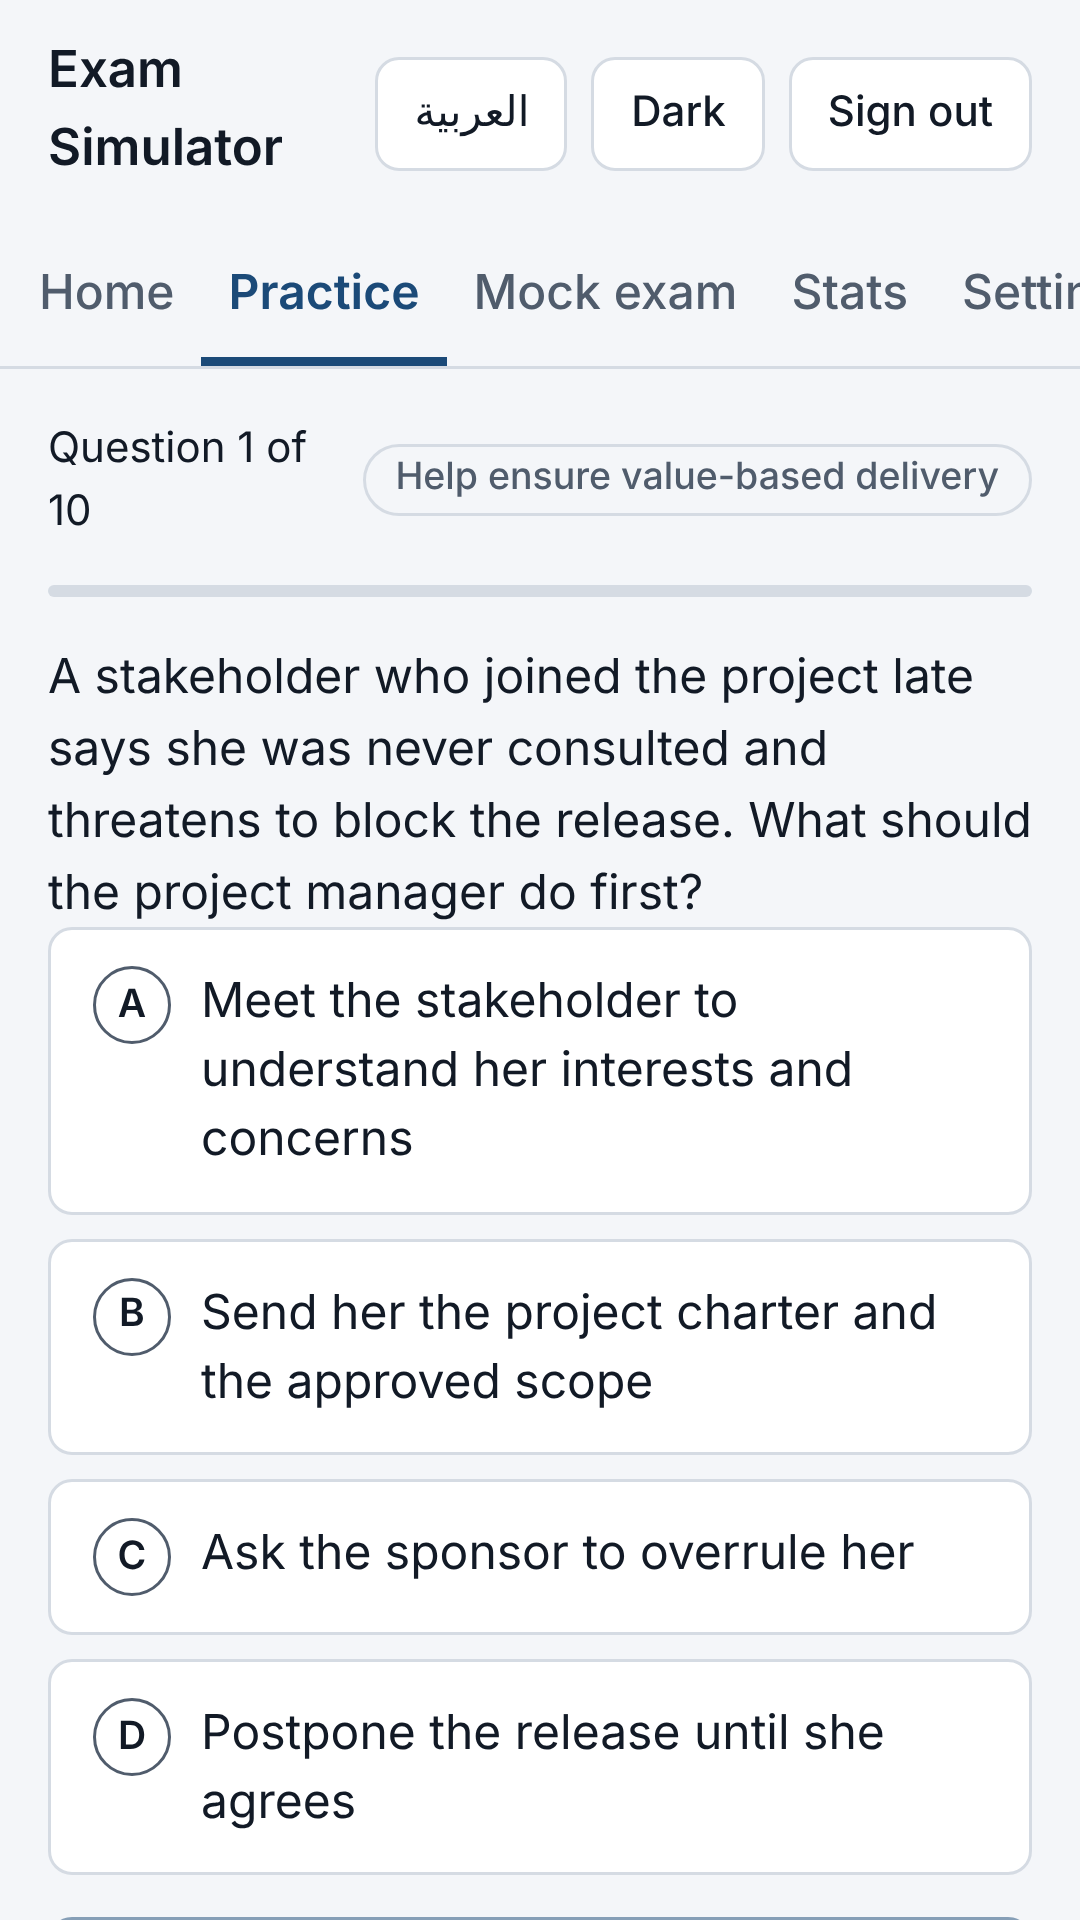 Exam
Simulator
العربية
Dark
Sign out
Home
Practice
Mock exam
Stats
Settin
Question 1 of
10
Help ensure value-based delivery
A stakeholder who joined the project late
says she was never consulted and
threatens to block the release. What should
the project manager do first?
A
Meet the stakeholder to
understand her interests and
concerns
B
Send her the project charter and
the approved scope
C
Ask the sponsor to overrule her
D
Postpone the release until she
agrees